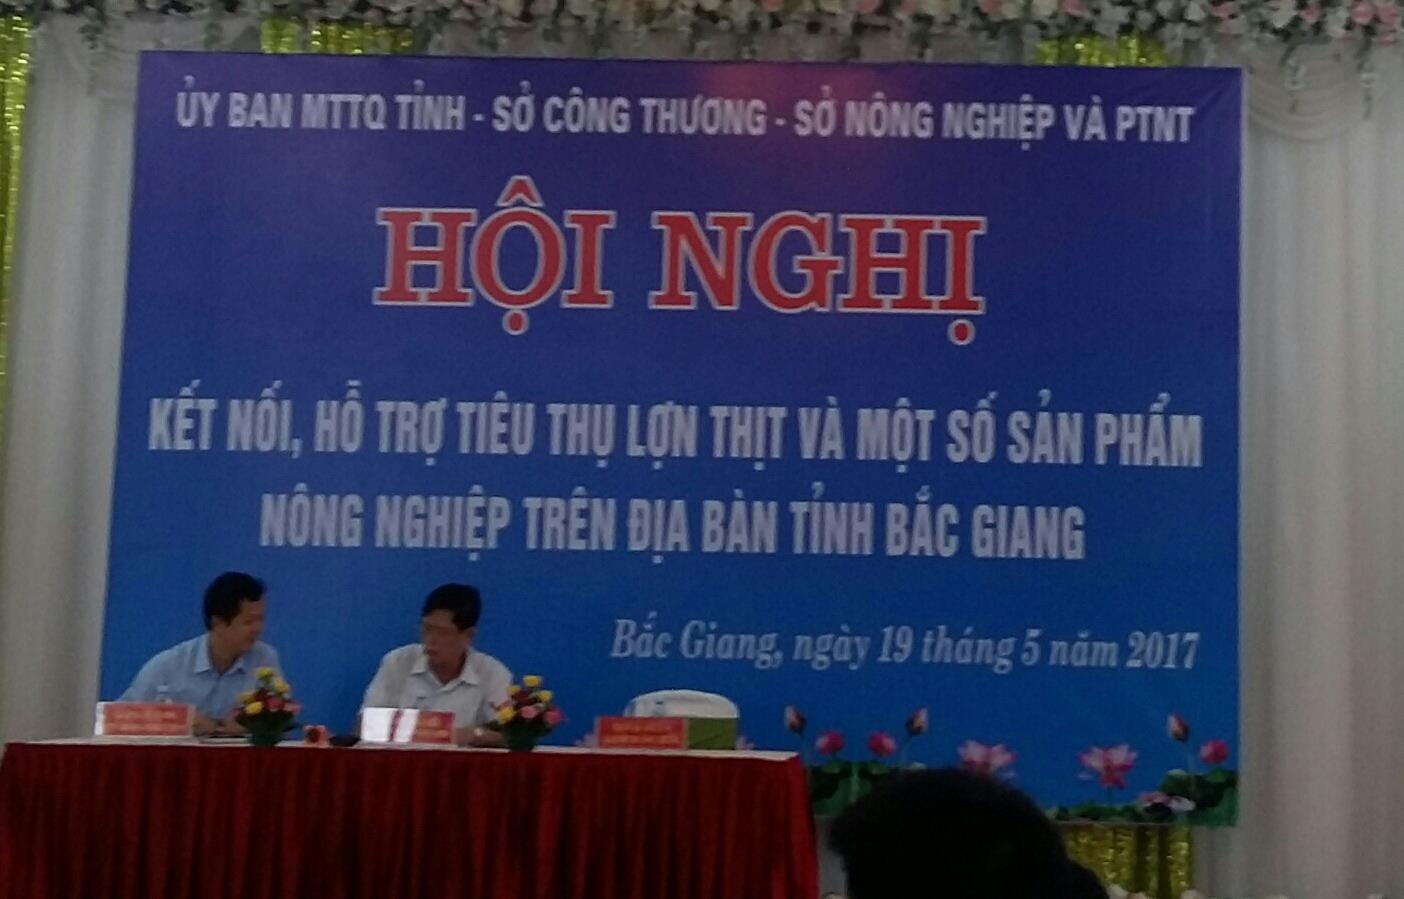 ỦY BAN MTTQ TỈNH - SỞ CÔNG THƯƠNG - SỞ NÔNG NGHIỆP VÀ PTNT
HỘI NGHỊ
KẾT NỐI, HỖ TRỢ TIÊU THỤ LỢN THỊT VÀ MỘT SỐ SẢN PHẨM
NÔNG NGHIỆP TRÊN ĐỊA BÀN TỈNH BẮC GIANG
Bắc Giang, ngày 19 tháng 5 năm 2017